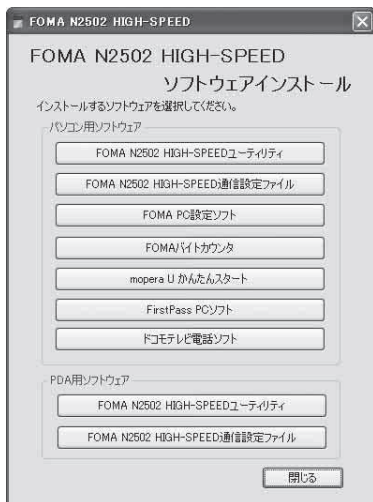 FOMA N2502 HIGH-SPEED
FOMA N2502 HIGH-SPEED
ソフトウェアインストール
インストールするソフトウェアを選択してください。
パソコン用ソフトウェア
FOMA N2502 HIGH-SPEEDユーティリティ
FOMA N2502 HIGH-SPEED通信設定ファイル
FOMA PC設定ソフト
FOMAバイトカウンタ
mopera U かんたんスタート
FirstPass PCソフト
ドコモテレビ電話ソフト
PDA用ソフトウェア
FOMA N2502 HIGH-SPEEDユーティリティ
FOMA N2502 HIGH-SPEED通信設定ファイル
閉じる